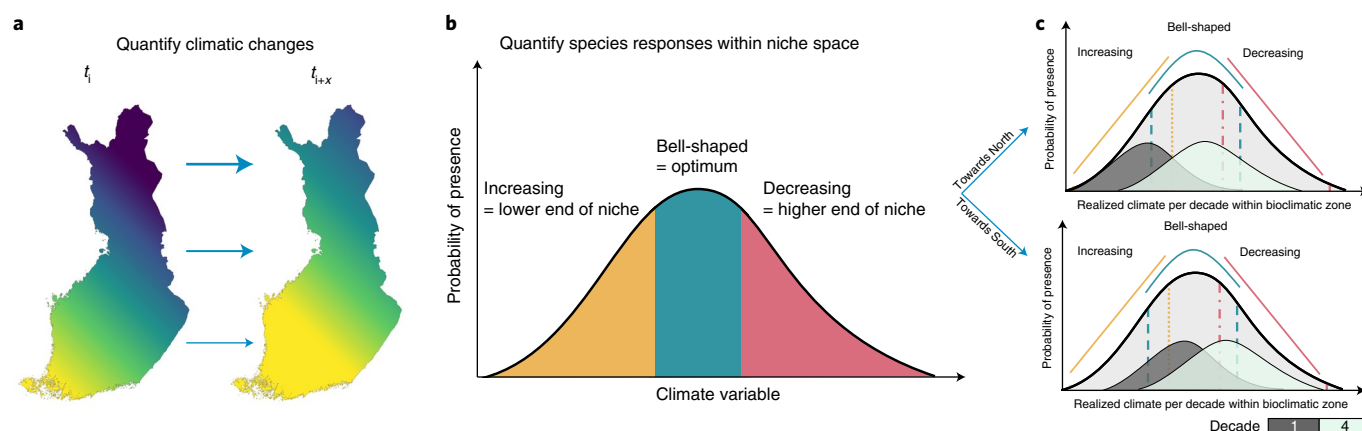 a
Quantify climatic changes
ti
ti+x
b
Quantify species responses within niche space
Probability of presence
Increasing
= lower end of niche
Bell-shaped
= optimum
Decreasing
= higher end of niche
Climate variable
Towards North
Towards South
c
Bell-shaped
Increasing
Decreasing
Probability of presence
Realized climate per decade within bioclimatic zone
Bell-shaped
Increasing
Decreasing
Probability of presence
Realized climate per decade within bioclimatic zone
Decade 1 4